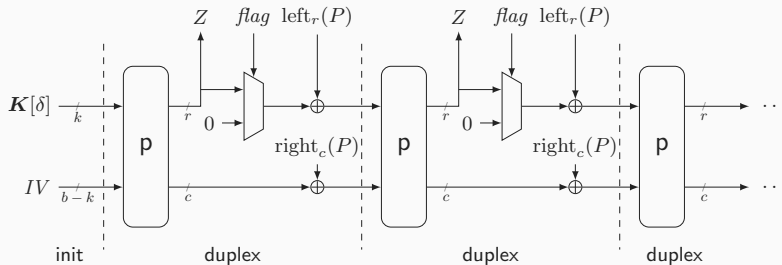 Z flag left_r(P) Z flag left_r(P)
K[δ] k p r 0 p r 0 p r ··
right_c(P) right_c(P)
IV b − k c c c ··
init duplex duplex duplex